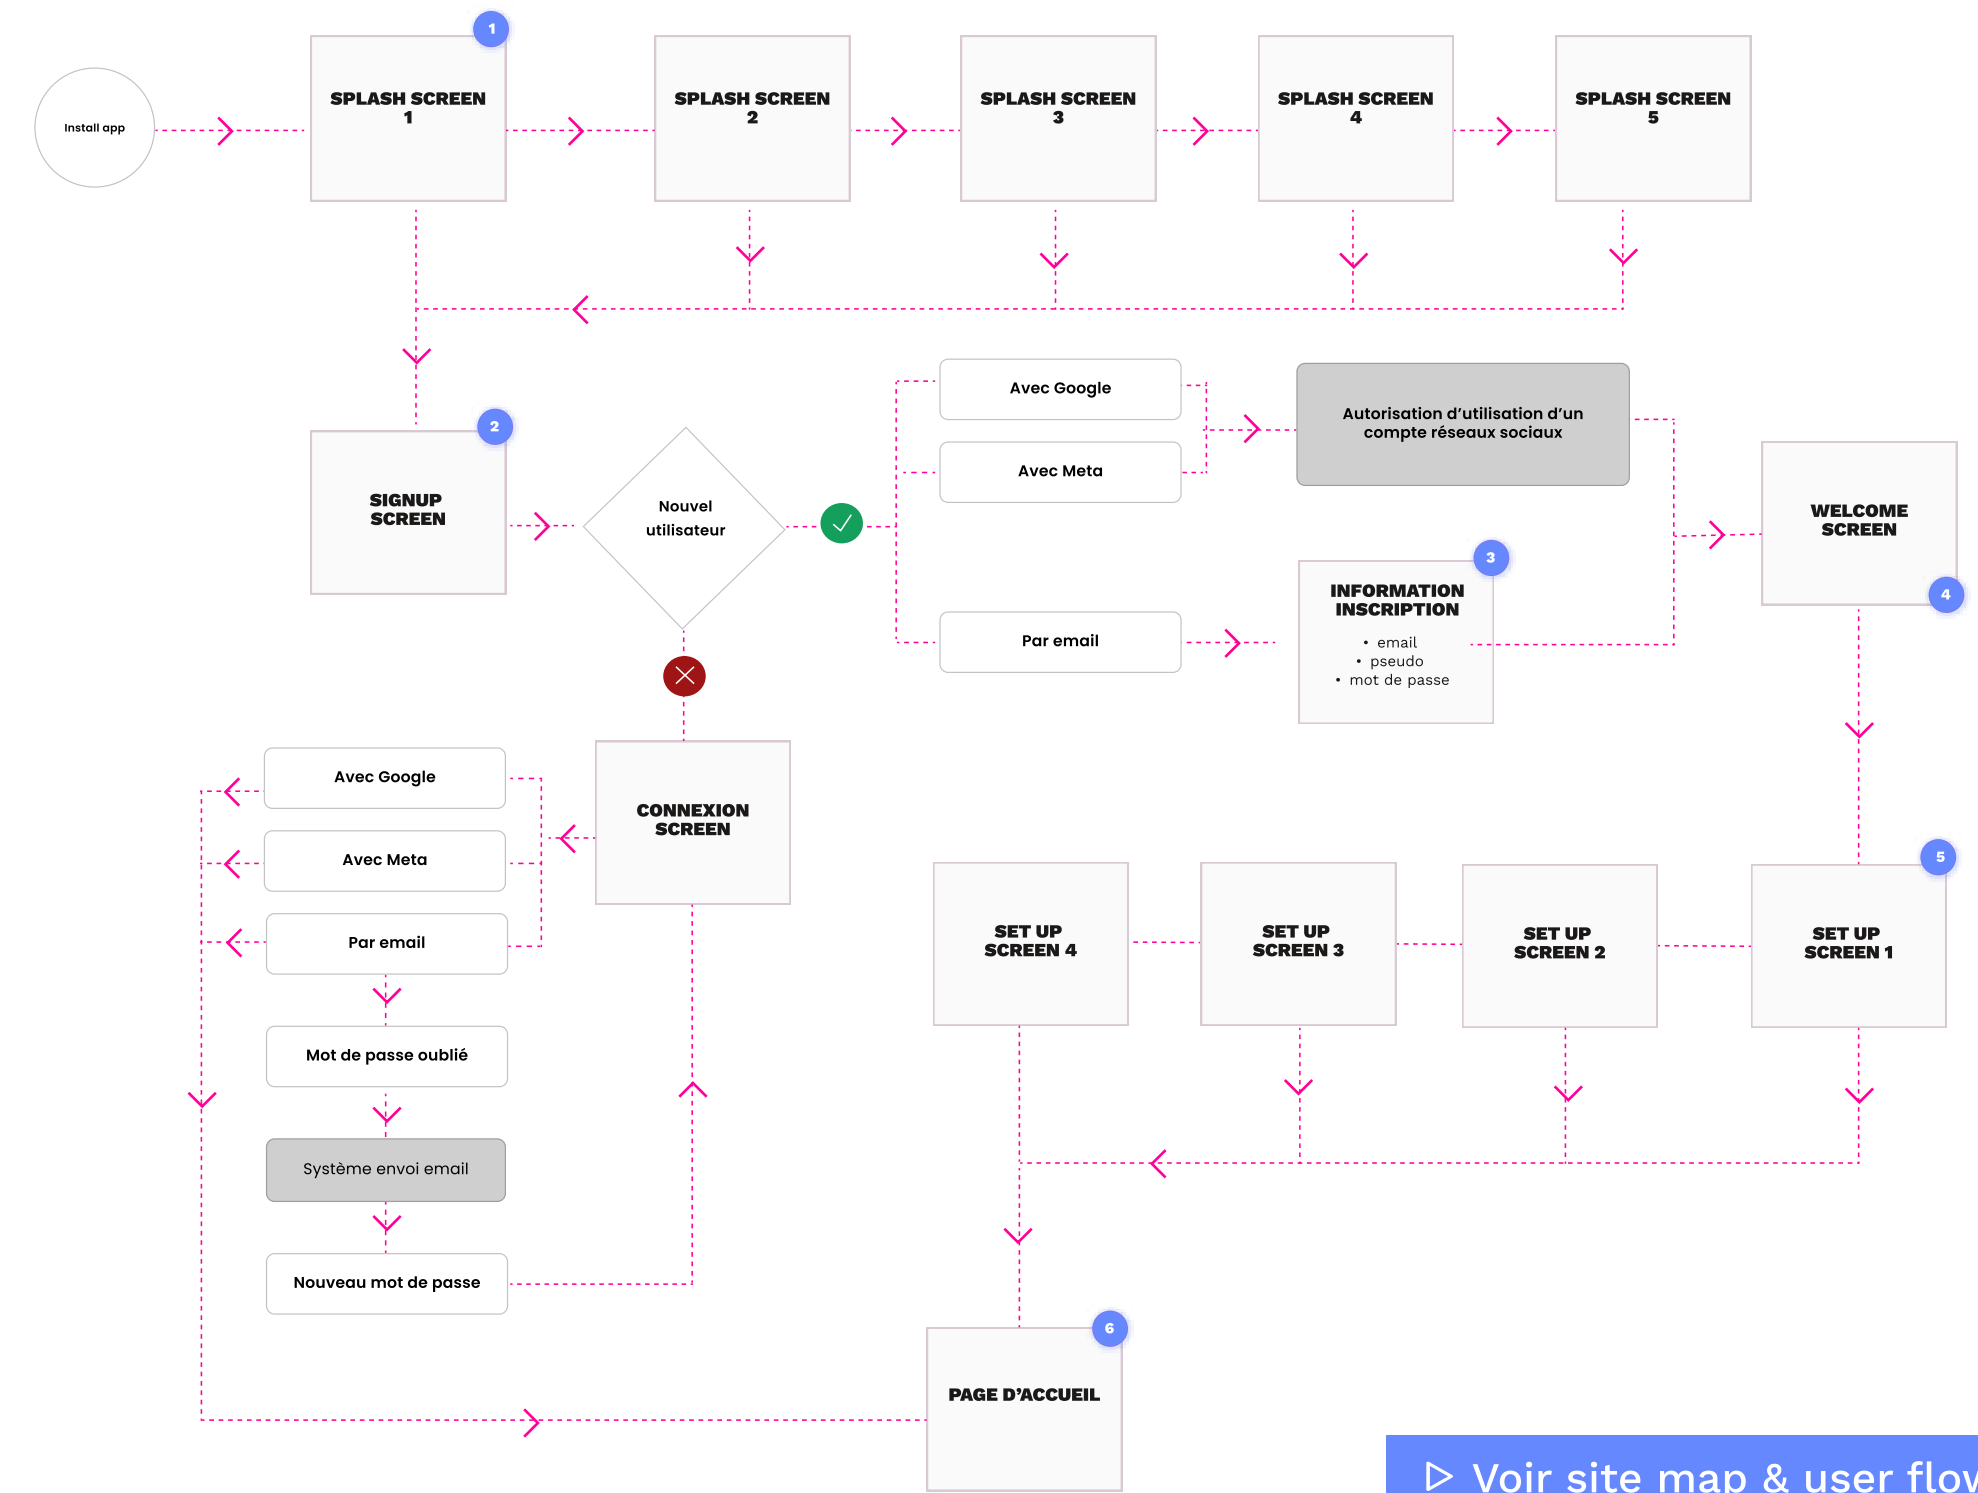 1
Install app
SPLASH SCREEN
1
SPLASH SCREEN
2
SPLASH SCREEN
3
SPLASH SCREEN
4
SPLASH SCREEN
5
2
SIGNUP
SCREEN
Nouvel
utilisateur
Avec Google
Avec Meta
Par email
Autorisation d’utilisation d’un
compte réseaux sociaux
3
INFORMATION
INSCRIPTION
• email
• pseudo
• mot de passe
WELCOME
SCREEN
4
CONNEXION
SCREEN
Avec Google
Avec Meta
Par email
Mot de passe oublié
Système envoi email
Nouveau mot de passe
5
SET UP
SCREEN 1
SET UP
SCREEN 2
SET UP
SCREEN 3
SET UP
SCREEN 4
6
PAGE D’ACCUEIL
Voir site map & user flow